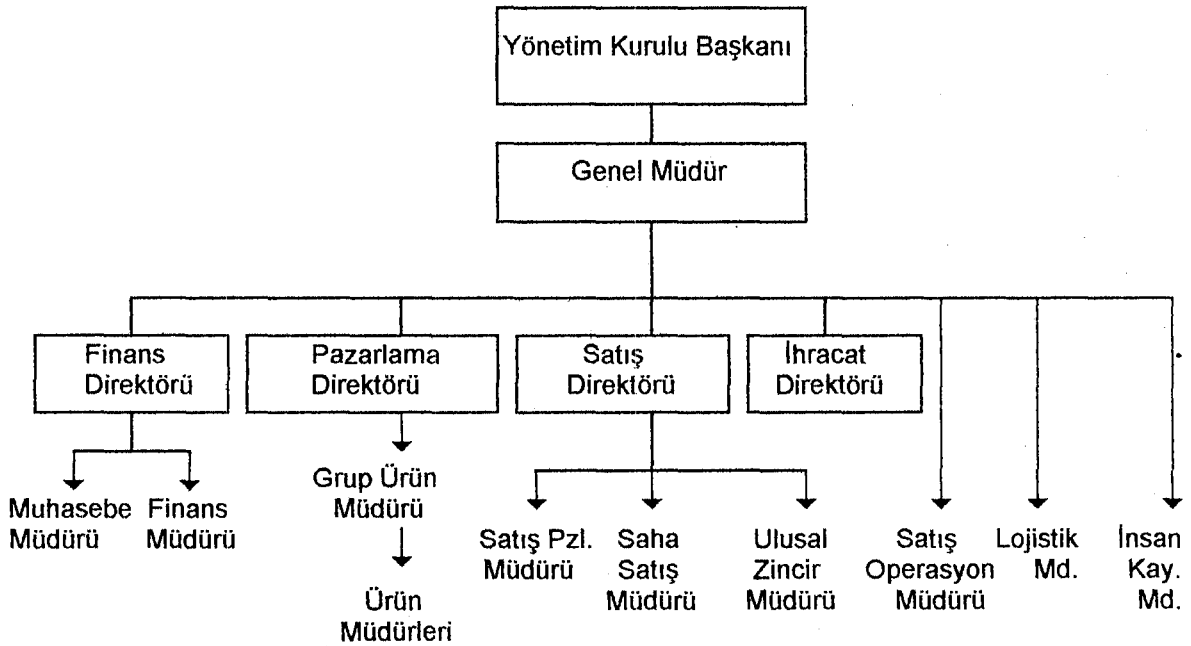 Yönetim Kurulu Başkanı
Genel Müdür
Finans
Direktörü
Pazarlama
Direktörü
Satış
Direktörü
İhracat
Direktörü
Muhasebe
Müdürü
Finans
Müdürü
Grup Ürün
Müdürü
Ürün
Müdürleri
Satış Pzl.
Müdürü
Saha
Satış
Müdürü
Ulusal
Zincir
Müdürü
Satış
Operasyon
Müdürü
Lojistik
Md.
İnsan
Kay.
Md.